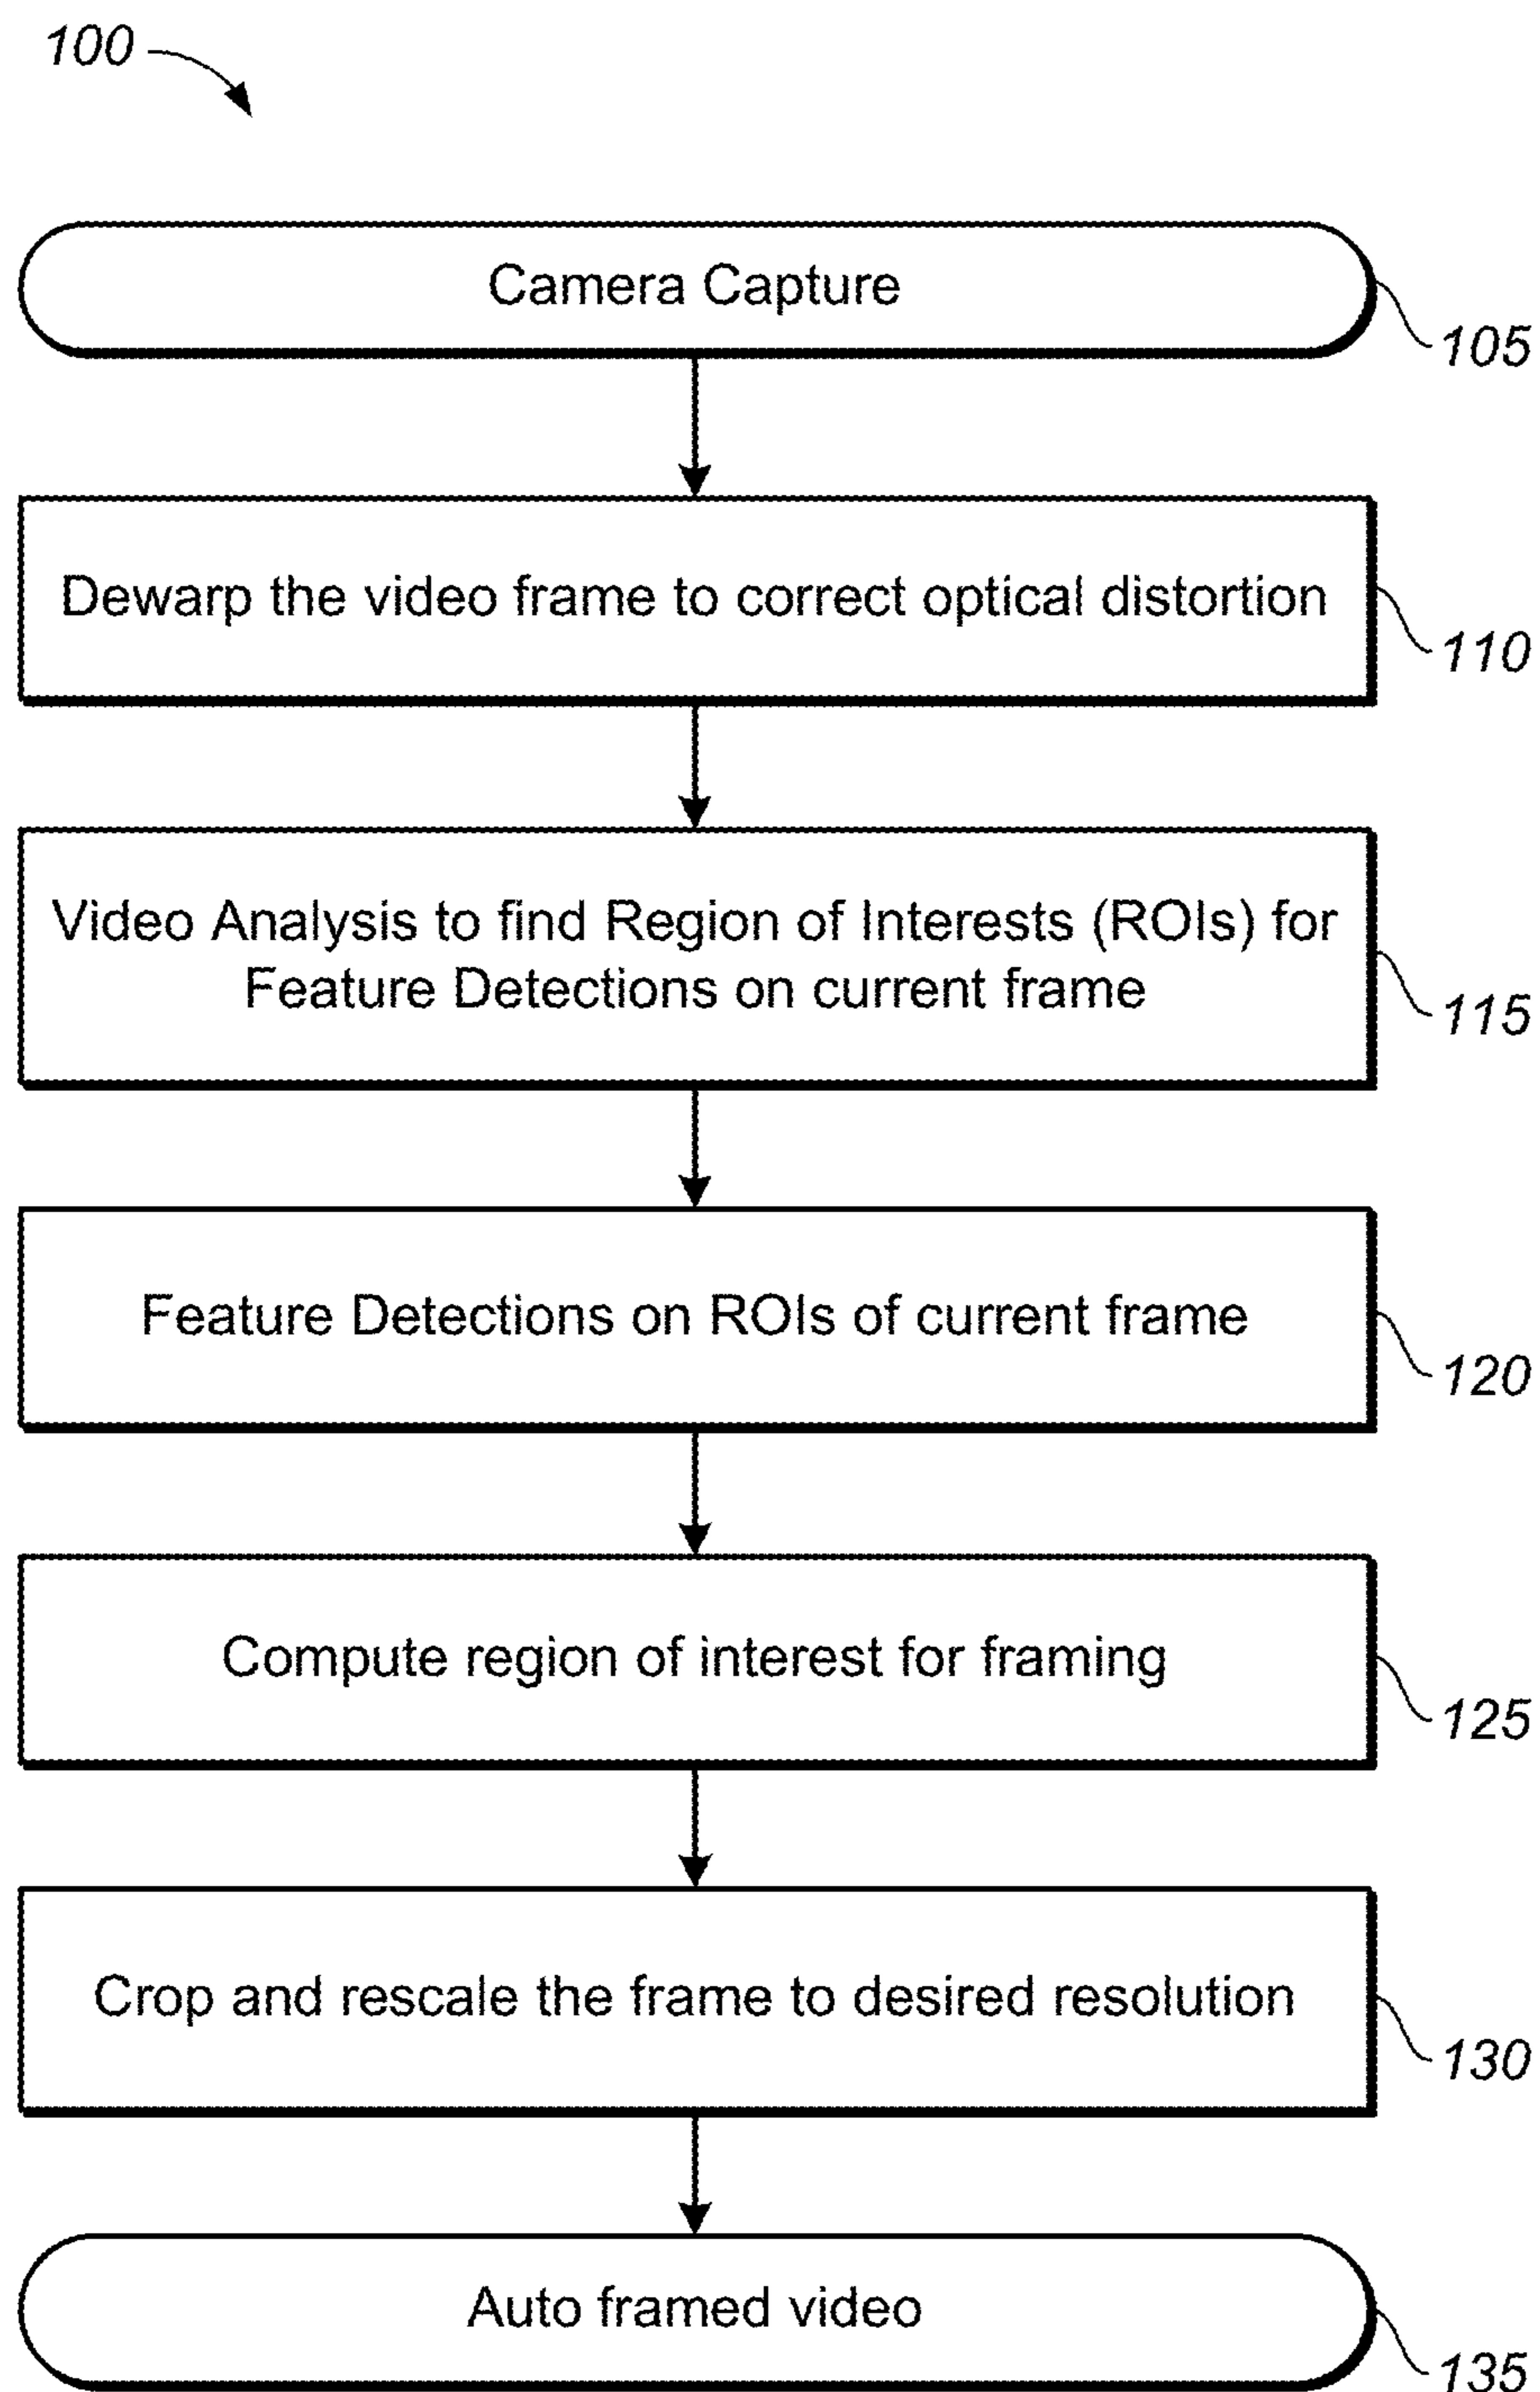 100
Camera Capture
105
Dewarp the video frame to correct optical distortion
110
Video Analysis to find Region of Interests (ROIs) for
Feature Detections on current frame
115
Feature Detections on ROIs of current frame
120
Compute region of interest for framing
125
Crop and rescale the frame to desired resolution
130
Auto framed video
135